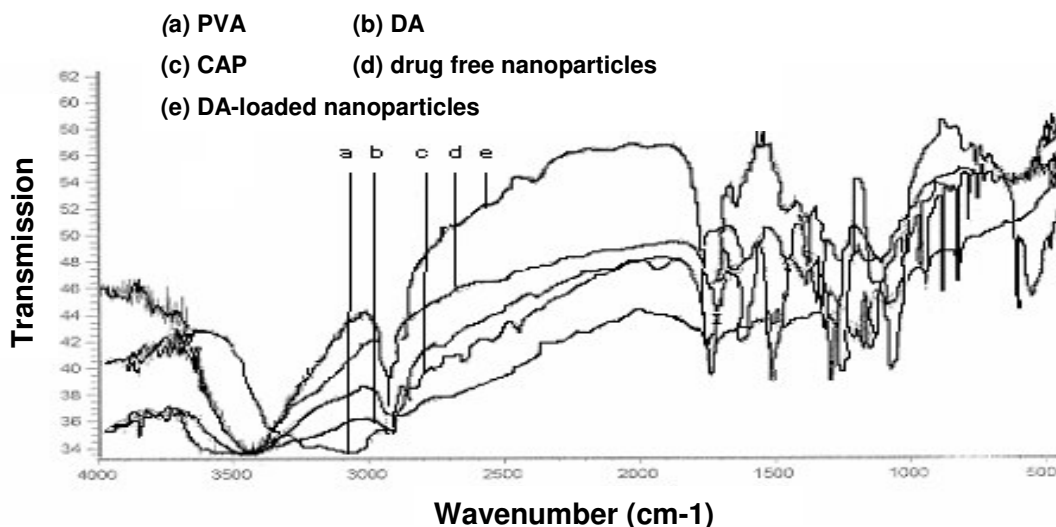 (a) PVA (b) DA
(c) CAP (d) drug free nanoparticles
(e) DA-loaded nanoparticles
62
60
58
56
54
52
50
48
46
44
42
40
38
36
34
a b c d e
Transmission
4000 3500 3000 2500 2000 1500 1000 500
Wavenumber (cm-1)